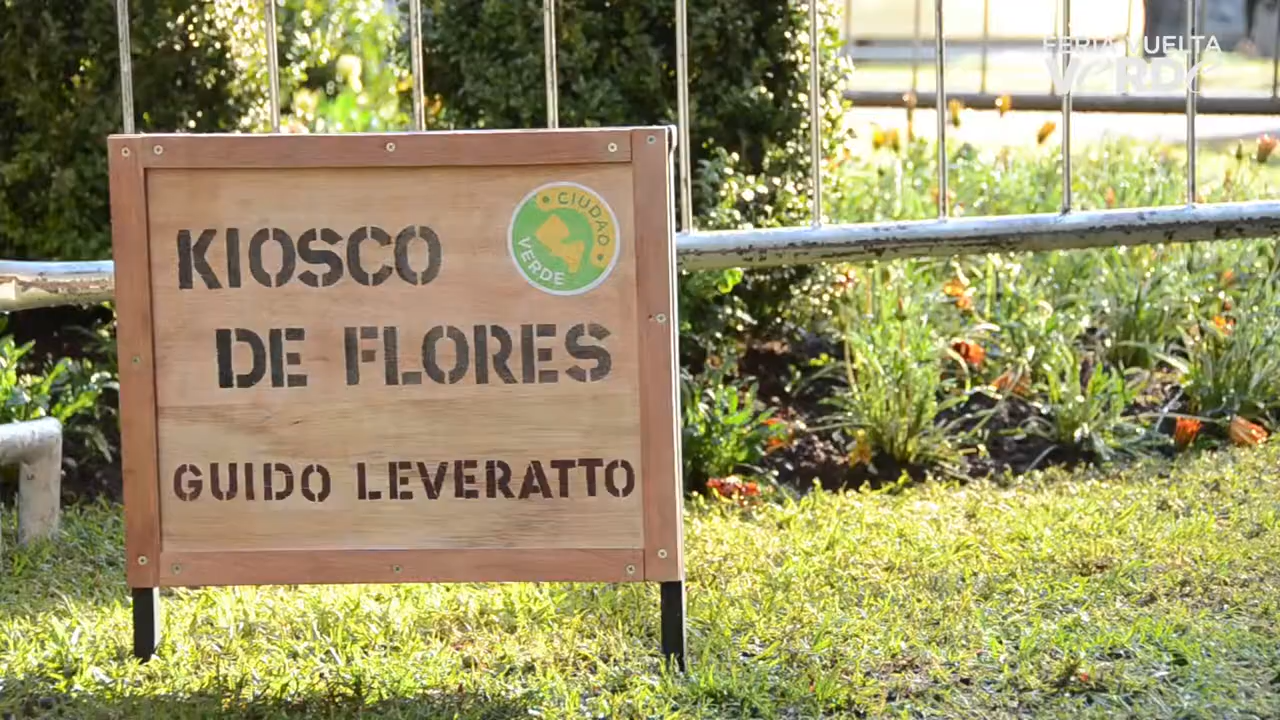 FERIA VUELTA
VERDE
CIUDAD
VERDE
KIOSCO
DE FLORES
GUIDO LEVERATTO